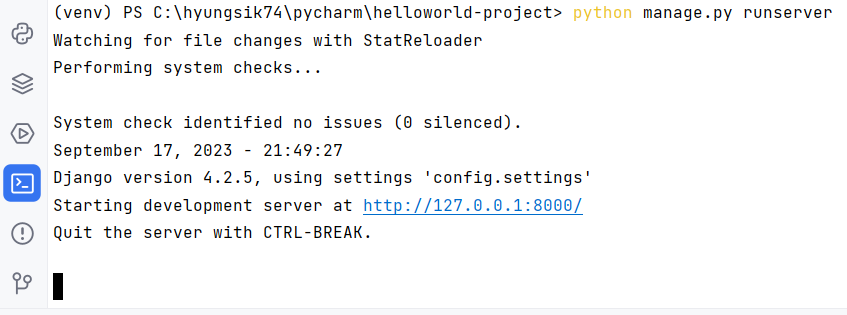 (venv) PS C:\hyungsik74\pycharm\helloworld-project> python manage.py runserver
Watching for file changes with StatReloader
Performing system checks...
System check identified no issues (0 silenced).
September 17, 2023 - 21:49:27
Django version 4.2.5, using settings 'config.settings'
Starting development server at http://127.0.0.1:8000/
Quit the server with CTRL-BREAK.